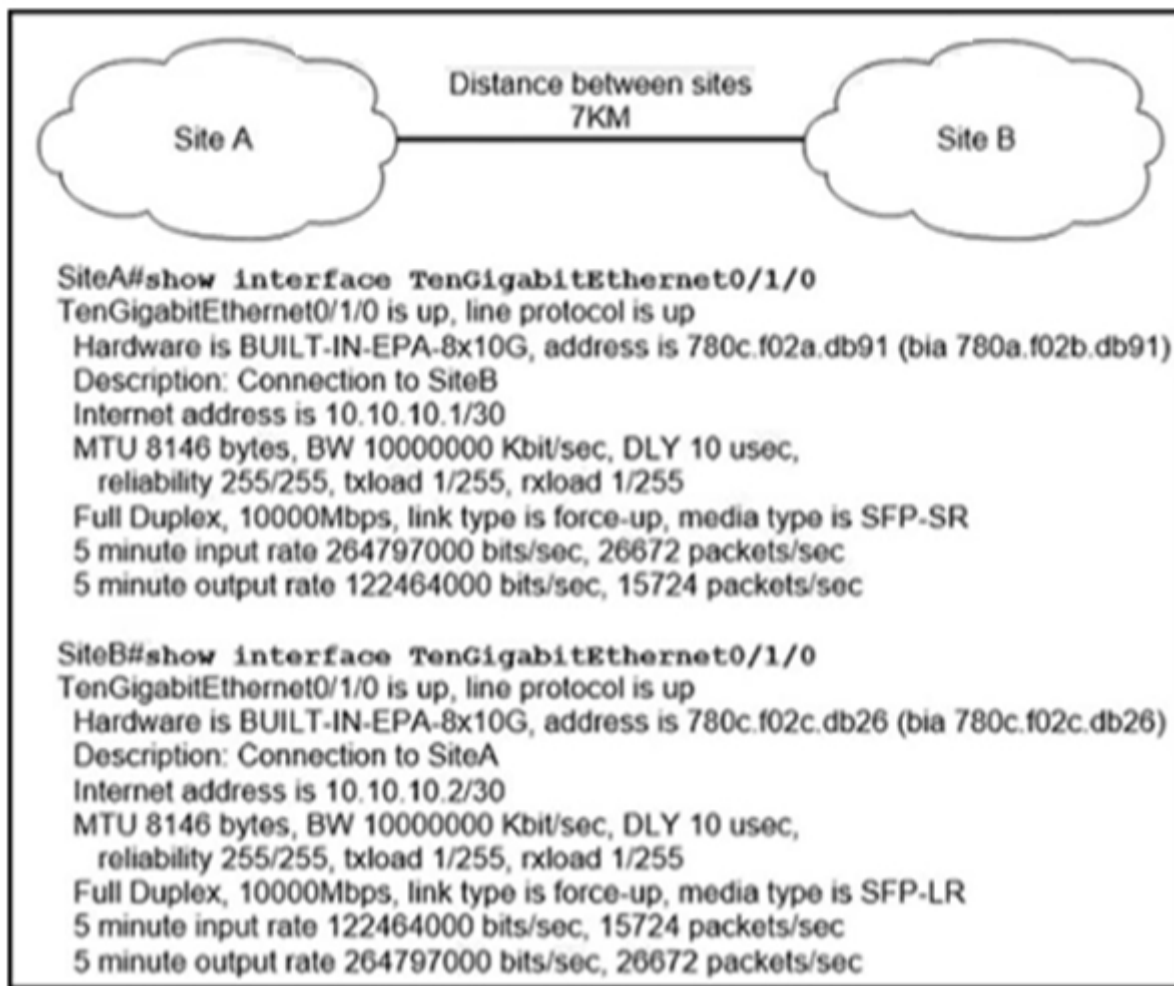 Distance between sites
7KM
Site A
Site B
SiteA#show interface TenGigabitEthernet0/1/0
TenGigabitEthernet0/1/0 is up, line protocol is up
Hardware is BUILT-IN-EPA-8x10G, address is 780c.f02a.db91 (bia 780a.f02b.db91)
Description: Connection to SiteB
Internet address is 10.10.10.1/30
MTU 8146 bytes, BW 10000000 Kbit/sec, DLY 10 usec,
reliability 255/255, txload 1/255, rxload 1/255
Full Duplex, 10000Mbps, link type is force-up, media type is SFP-SR
5 minute input rate 264797000 bits/sec, 26672 packets/sec
5 minute output rate 122464000 bits/sec, 15724 packets/sec
SiteB#show interface TenGigabitEthernet0/1/0
TenGigabitEthernet0/1/0 is up, line protocol is up
Hardware is BUILT-IN-EPA-8x10G, address is 780c.f02c.db26 (bia 780c.f02c.db26)
Description: Connection to SiteA
Internet address is 10.10.10.2/30
MTU 8146 bytes, BW 10000000 Kbit/sec, DLY 10 usec,
reliability 255/255, txload 1/255, rxload 1/255
Full Duplex, 10000Mbps, link type is force-up, media type is SFP-LR
5 minute input rate 122464000 bits/sec, 15724 packets/sec
5 minute output rate 264797000 bits/sec, 26672 packets/sec